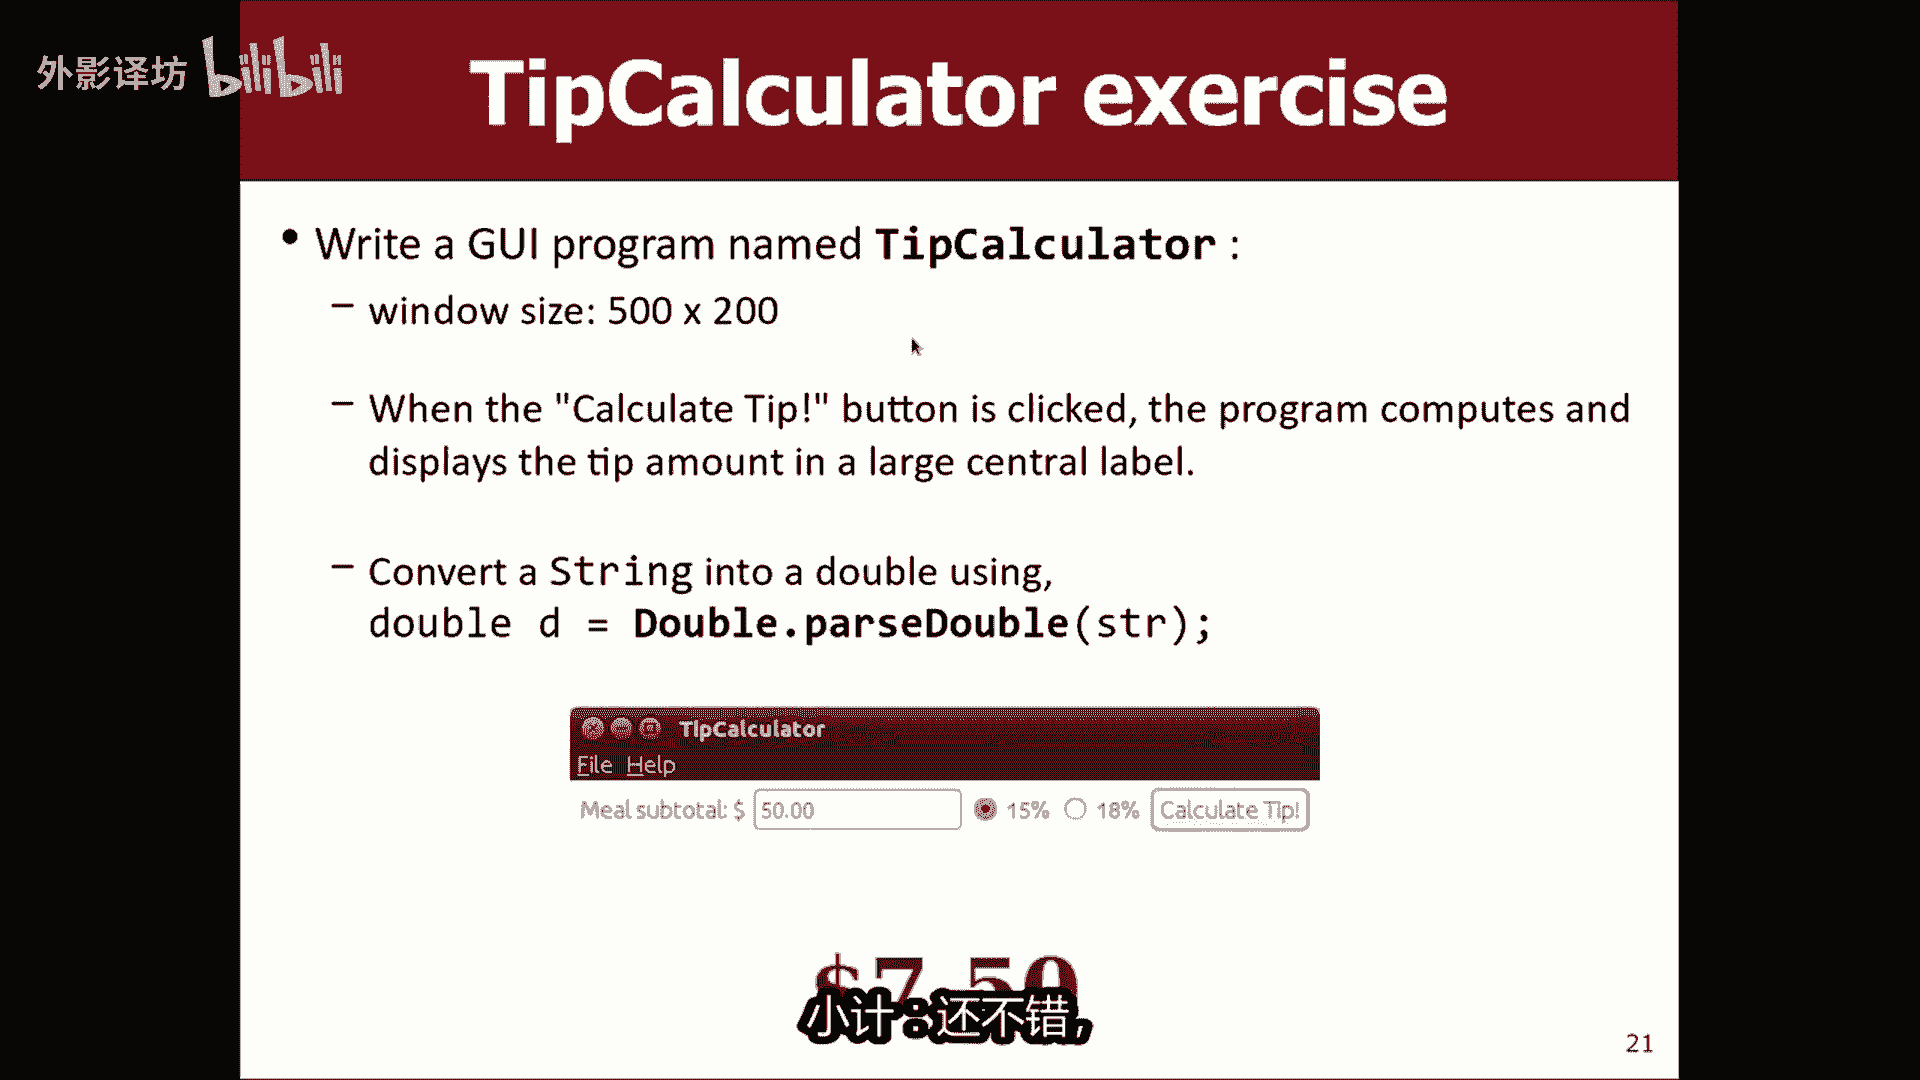 外影译坊 bilibili
TipCalculator exercise
• Write a GUI program named TipCalculator :
– window size: 500 x 200
– When the "Calculate Tip!" button is clicked, the program computes and
displays the tip amount in a large central label.
– Convert a String into a double using,
double d = Double.parseDouble(str);
TipCalculator
File Help
Meal subtotal: $ 50.00 15% 18% Calculate Tip!
$7.50
小计:还不错,
21